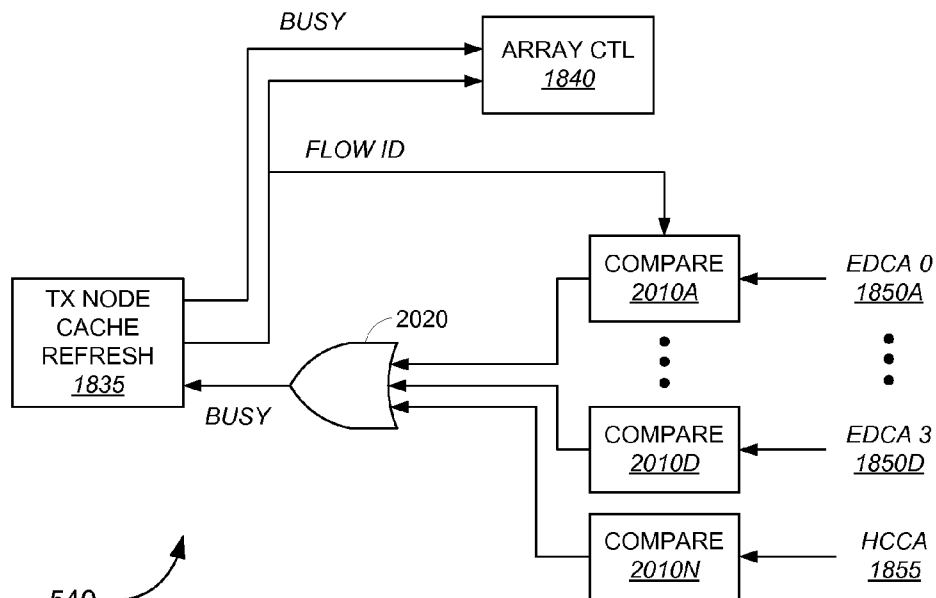 BUSY
ARRAY CTL
1840
FLOW ID
COMPARE
2010A
EDCA 0
1850A
TX NODE
CACHE
REFRESH
1835
2020
BUSY
COMPARE
2010D
EDCA 3
1850D
COMPARE
2010N
HCCA
1855
540